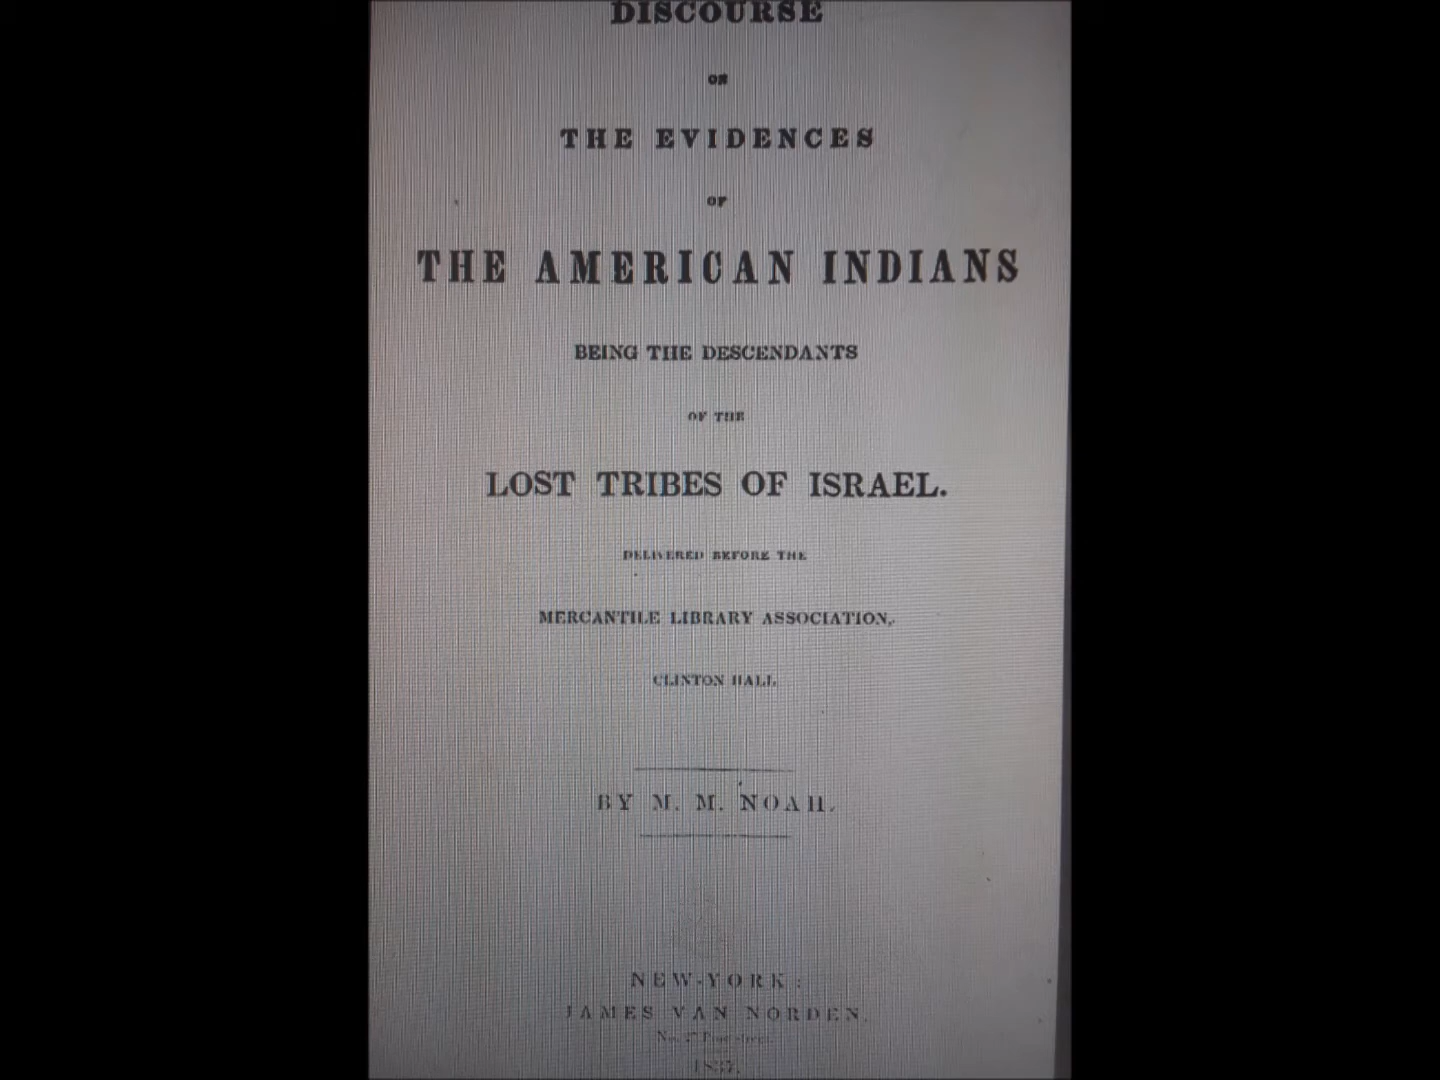 DISCOURSE
ON
THE EVIDENCES
OF
THE AMERICAN INDIANS
BEING THE DESCENDANTS
OF THE
LOST TRIBES OF ISRAEL.
DELIVERED BEFORE THE
MERCANTILE LIBRARY ASSOCIATION,
CLINTON HALL
BY M. M. NOAH.
NEW-YORK:
JAMES VAN NORDEN.
1837.